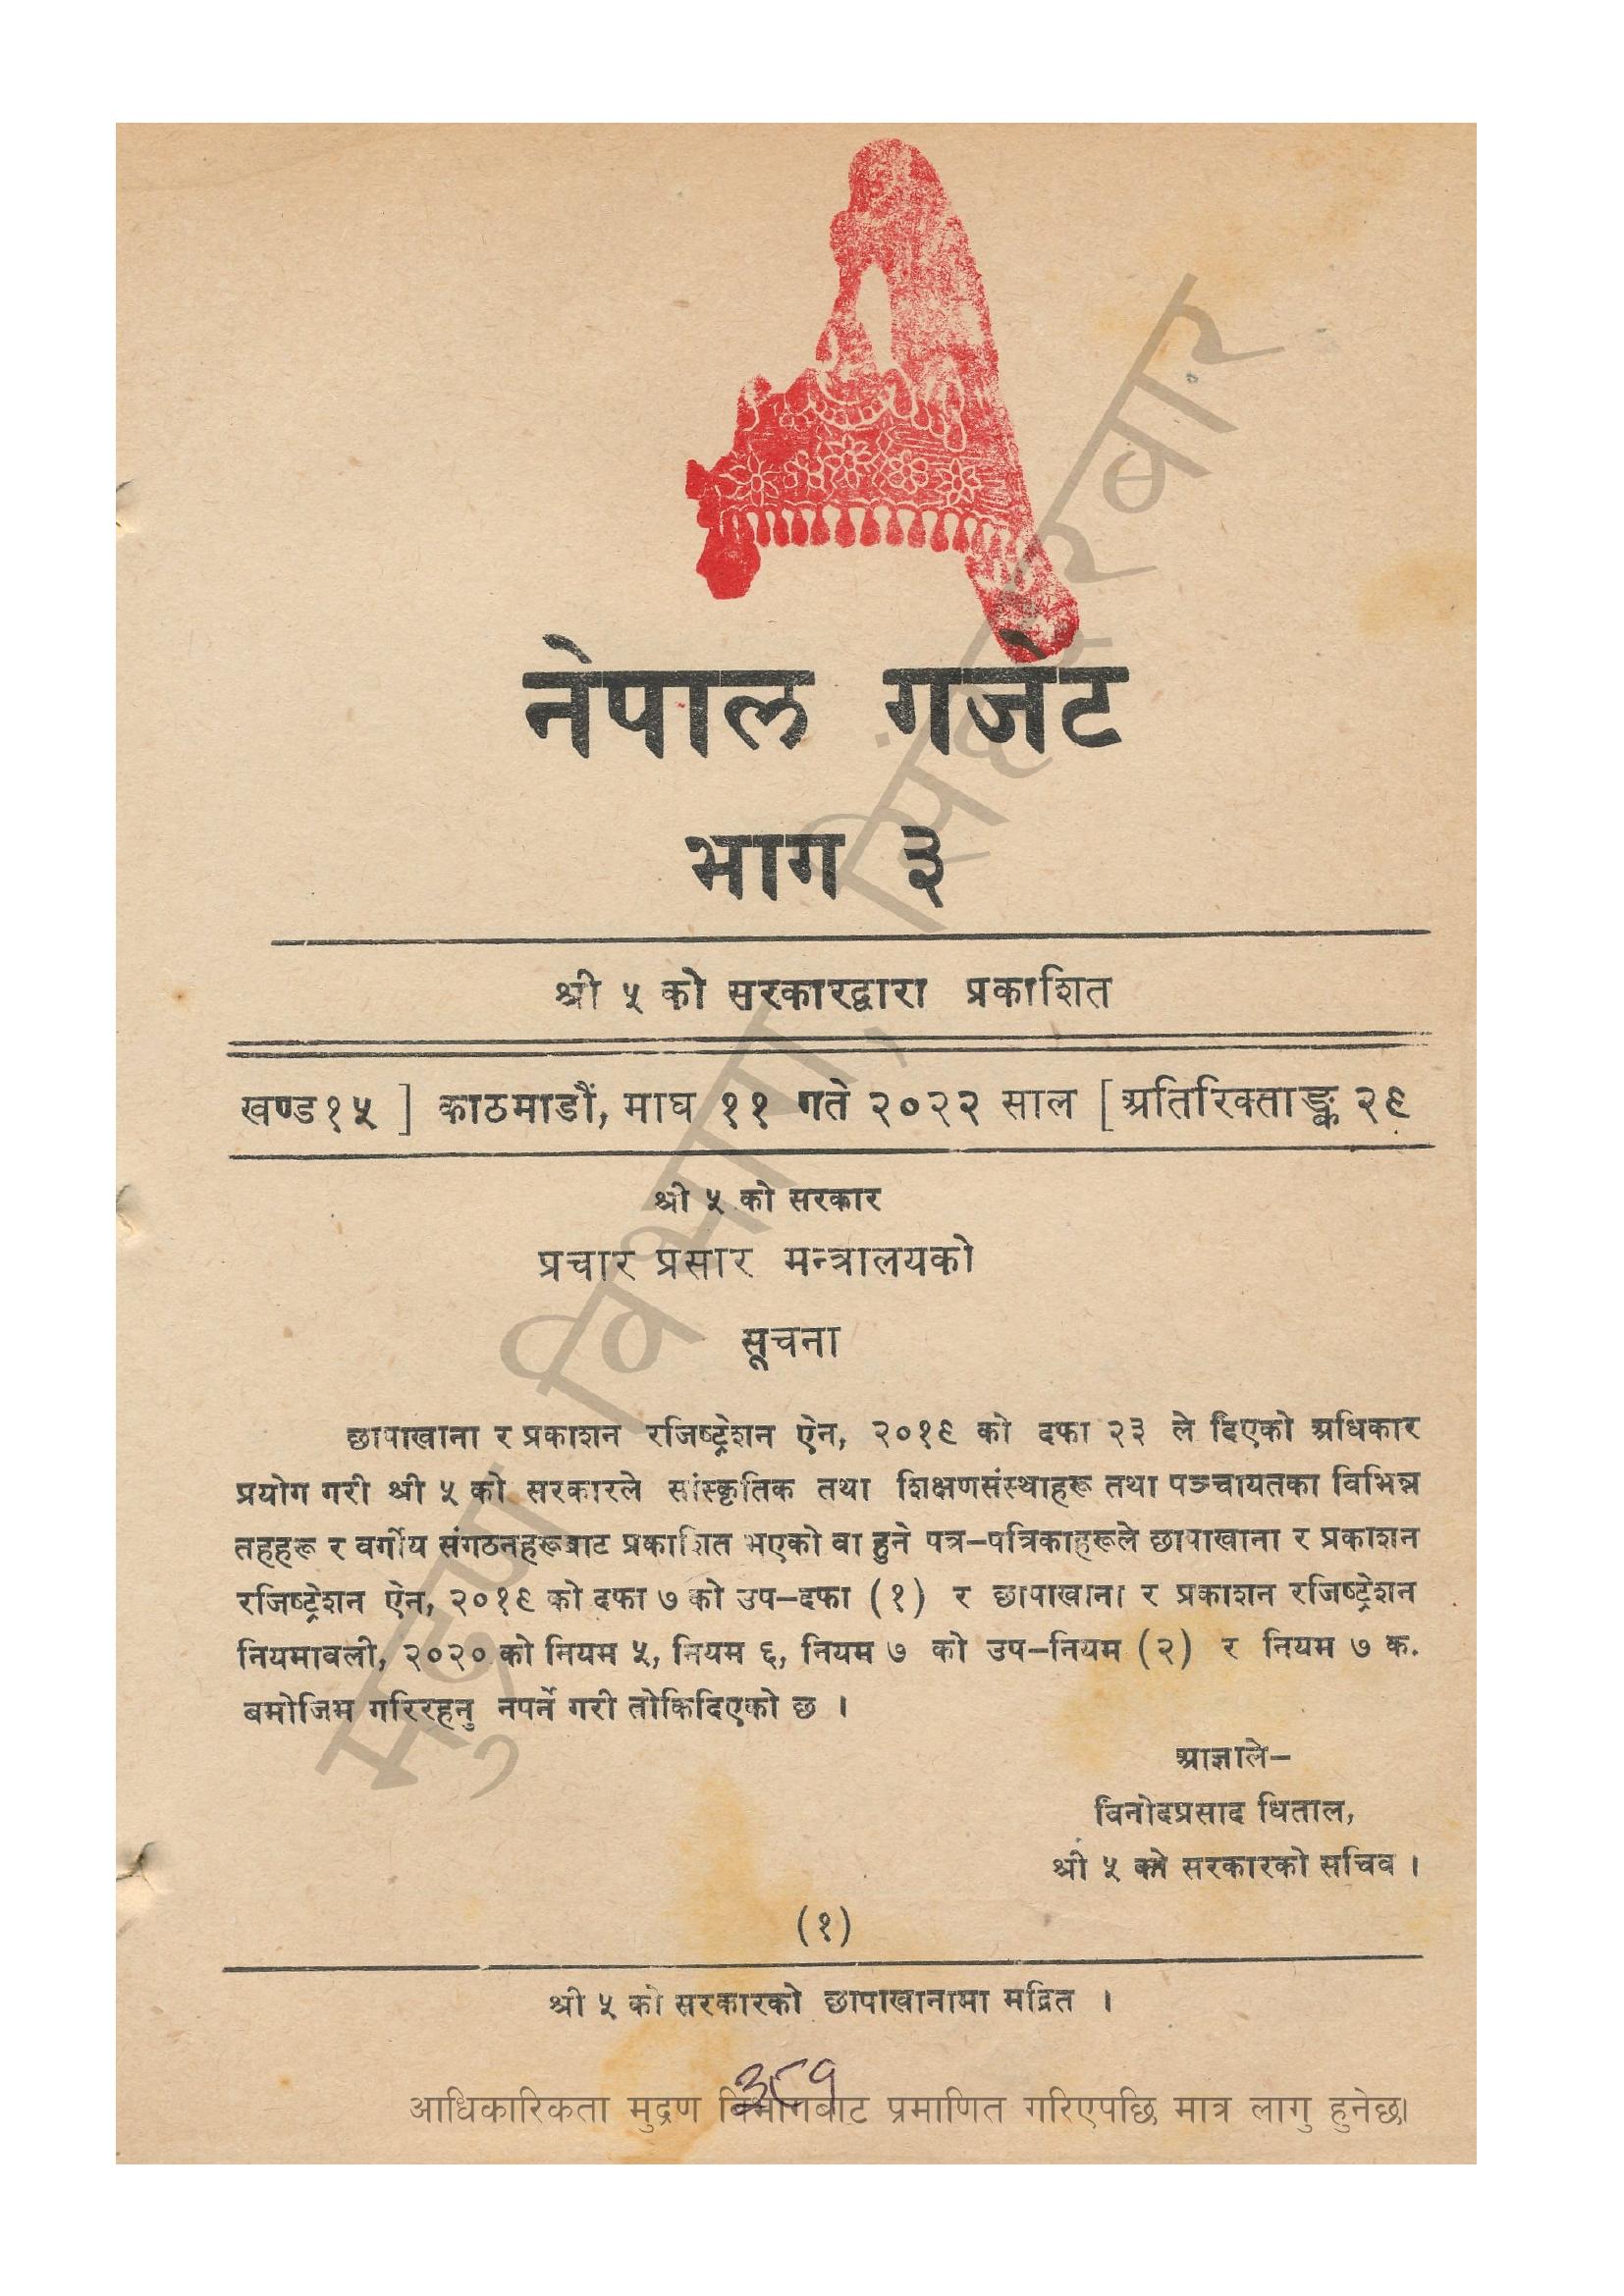 नेपाल गजेट
भाग ३
श्री ५ को सरकारद्वारा प्रकाशित
खण्ड१५ ] काठमाडौं, माघ ११ गते २०२२ साल [ अतिरिक्ताङ्क २९
श्री ५ को सरकार
प्रचार प्रसार मन्त्रालयको
सूचना
छापाखाना र प्रकाशन रजिष्ट्रेशन ऐन, २०१९ को दफा २३ ले दिएको अधिकार
प्रयोग गरी श्री ५ को सरकारले सांस्कृतिक तथा शिक्षणसंस्थाहरू तथा पञ्चायतका विभिन्न
तहहरू र वर्गीय संगठनहरूबाट प्रकाशित भएको वा हुने पत्र-पत्रिकाहरूले छापाखाना र प्रकाशन
रजिष्ट्रेशन ऐन, २०१९ को दफा ७ को उप-दफा (१) र छापाखाना र प्रकाशन रजिष्ट्रेशन
नियमावली, २०२० को नियम ५, नियम ६, नियम ७ को उप-नियम (२) र नियम ७ क.
बमोजिम गरिरहनु नपर्ने गरी तोकिदिएको छ ।
आज्ञाले-
विनोदप्रसाद धिताल,
श्री ५ को सरकारको सचिव ।
(१)
श्री ५ को सरकारको छापाखानामा मद्रित ।
३८१
आधिकारिकता मुद्रण विभागबाट प्रमाणित गरिएपछि मात्र लागु हुनेछ।
मुद्रण विभाग, सिंहदरवार